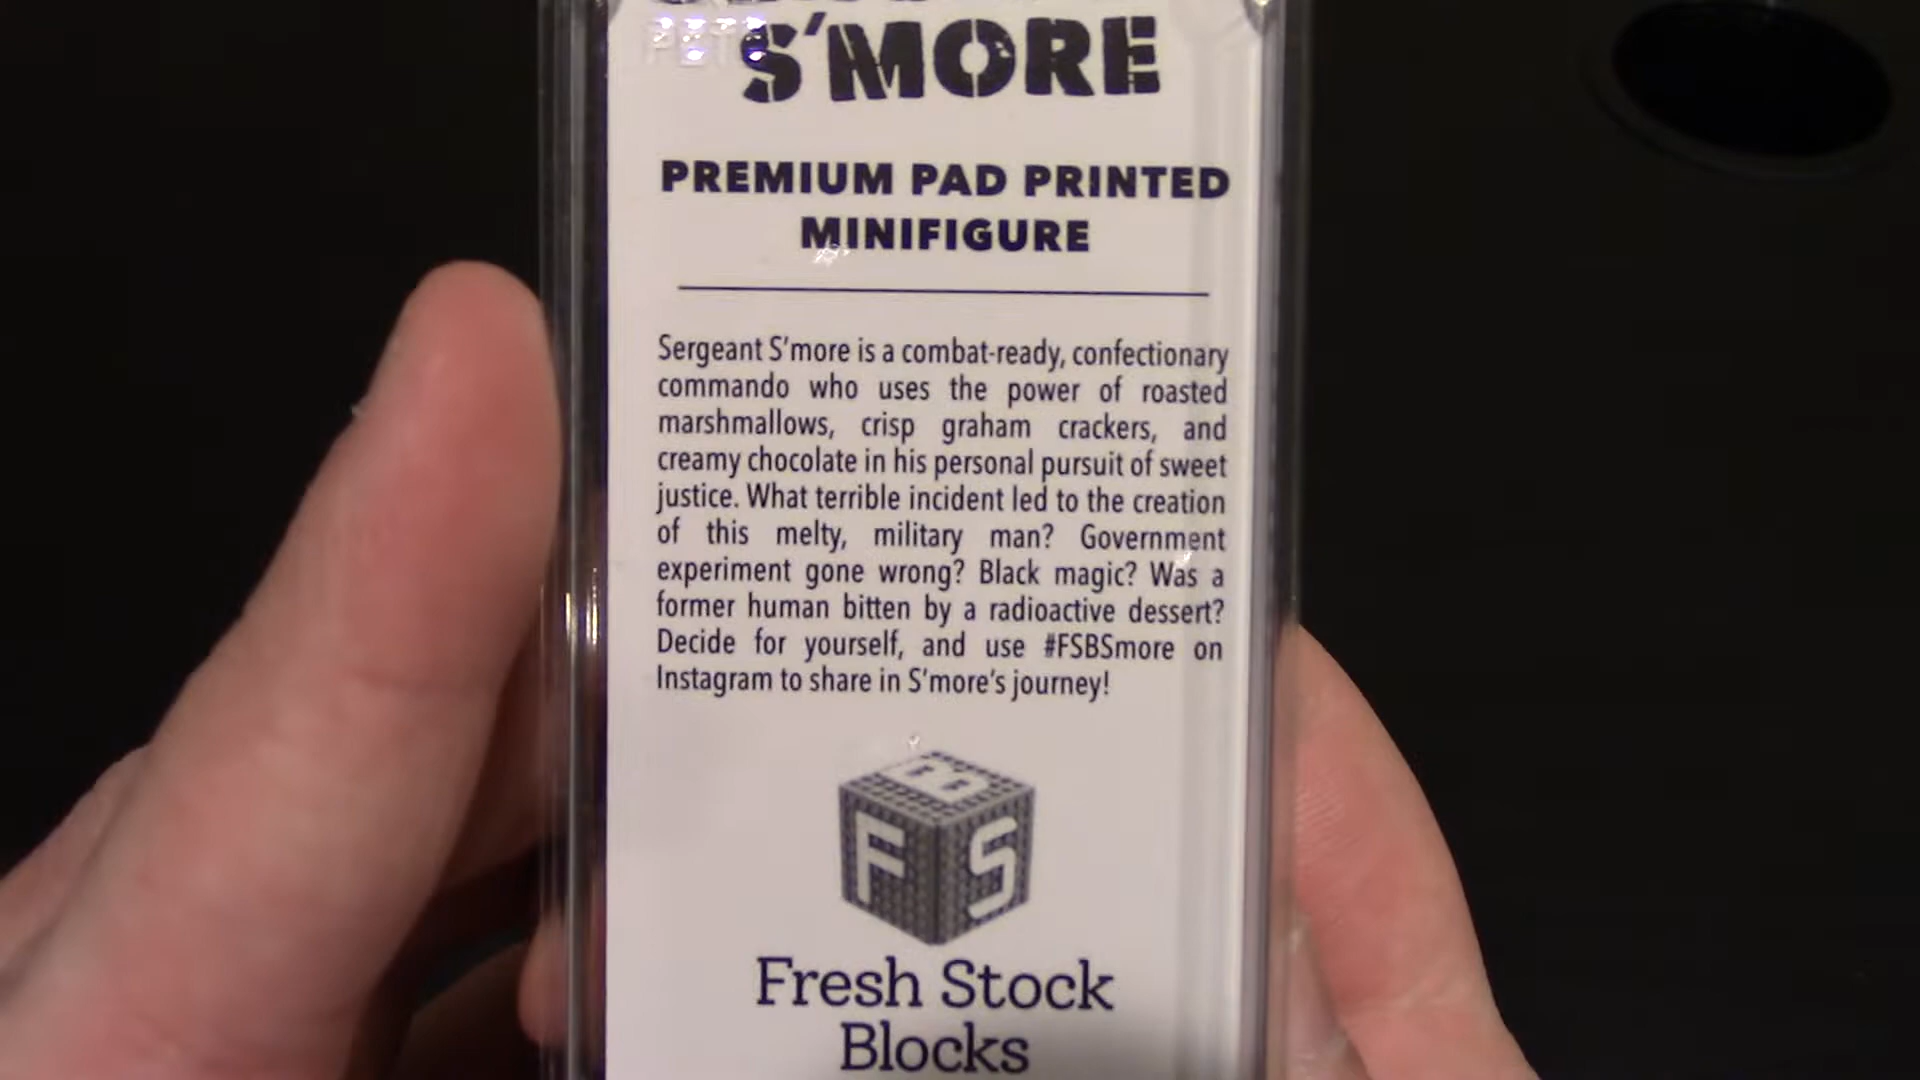 S'MORE
PREMIUM PAD PRINTED
MINIFIGURE
Sergeant S'more is a combat-ready, confectionary
commando who uses the power of roasted
marshmallows, crisp graham crackers, and
creamy chocolate in his personal pursuit of sweet
justice. What terrible incident led to the creation
of this melty, military man? Government
experiment gone wrong? Black magic? Was a
former human bitten by a radioactive dessert?
Decide for yourself, and use #FSBSmore on
Instagram to share in S'more's journey!
B
F S
Fresh Stock
Blocks